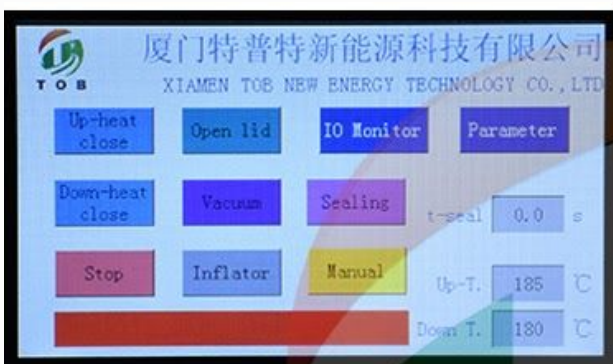 厦门特普特新能源科技有限公司
TOB
XIAMEN TOB NEW ENERGY TECHNOLOGY CO., LTD
Up-heat
close
Open lid
IO Monitor
Parameter
Down-heat
close
Vacuum
Sealing
t-seal 0.0 s
Stop
Inflator
Manual
Up-T. 185 ℃
Down T. 180 ℃